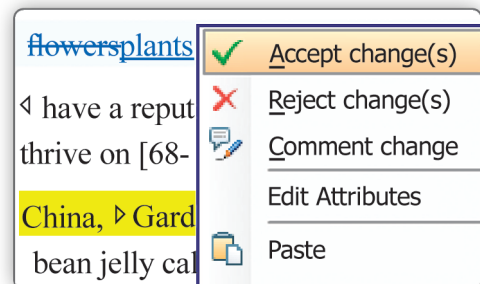 flowersplants
have a reput
thrive on [68-
China, Gard
bean jelly cal
Accept change(s)
Reject change(s)
Comment change
Edit Attributes
Paste